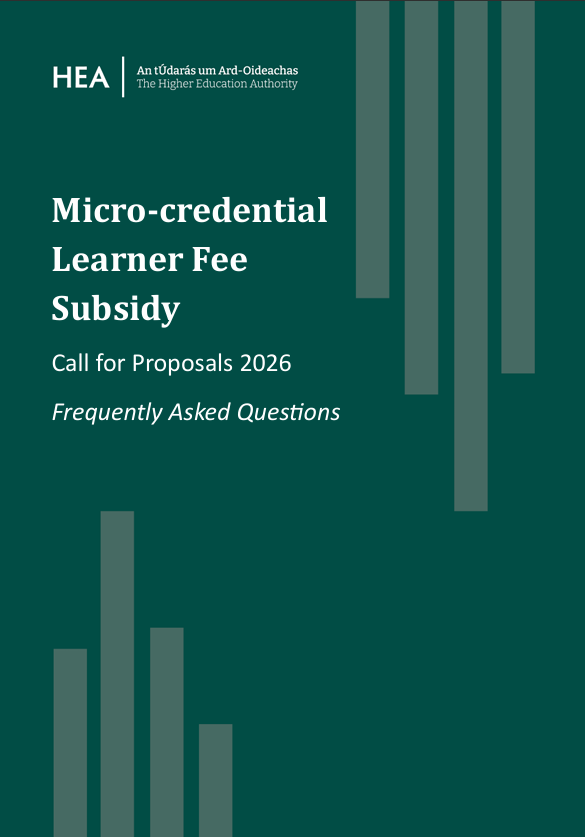 HEA
An tÚdarás um Ard-Oideachas
The Higher Education Authority
Micro-credential
Learner Fee
Subsidy
Call for Proposals 2026
Frequently Asked Questions